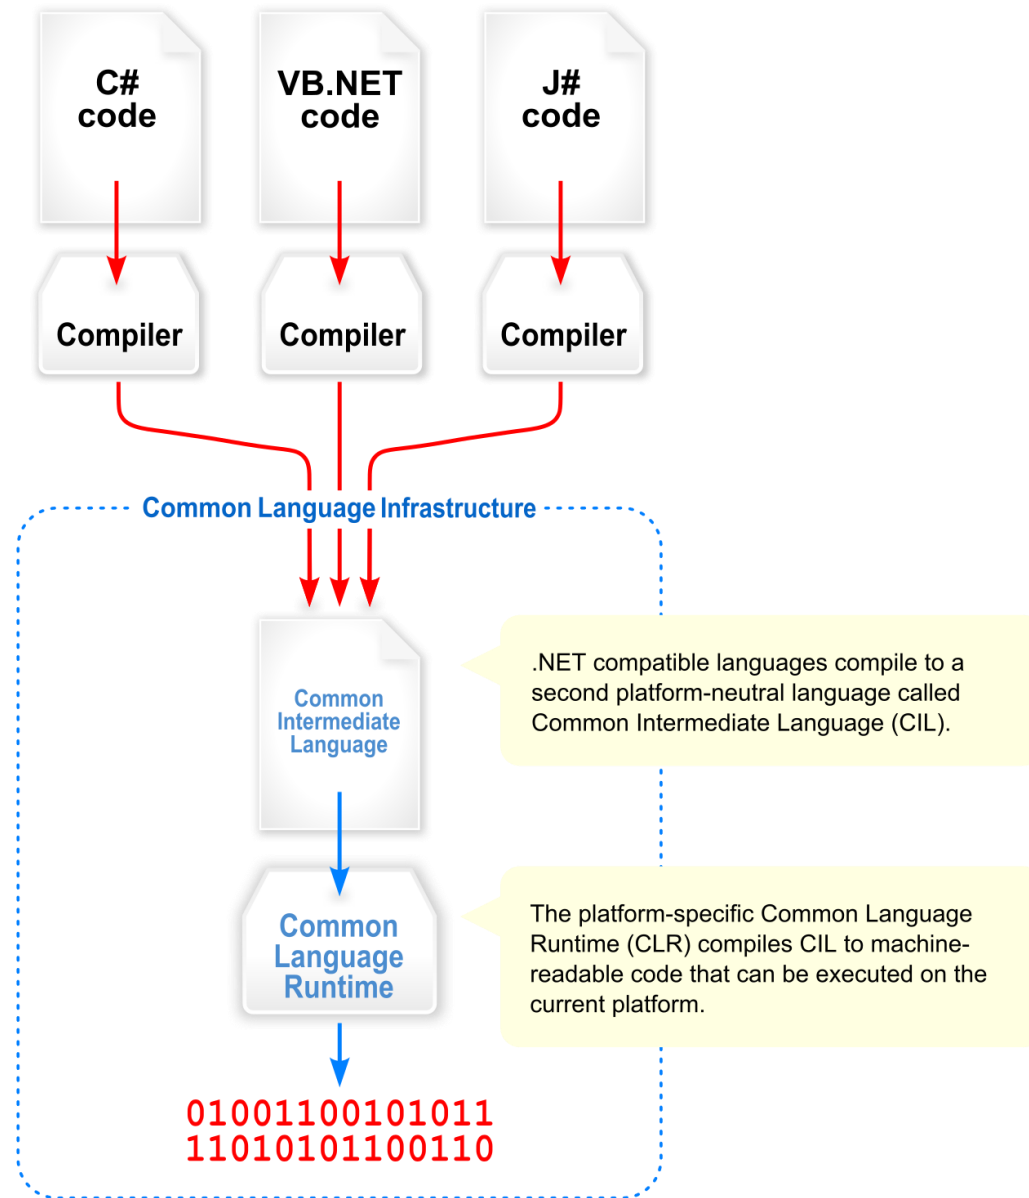 C#
code
VB.NET
code
J#
code
Compiler
Compiler
Compiler
Common Language Infrastructure
Common
Intermediate
Language
.NET compatible languages compile to a
second platform-neutral language called
Common Intermediate Language (CIL).
Common
Language
Runtime
The platform-specific Common Language
Runtime (CLR) compiles CIL to machine-
readable code that can be executed on the
current platform.
01001100101011
11010101100110